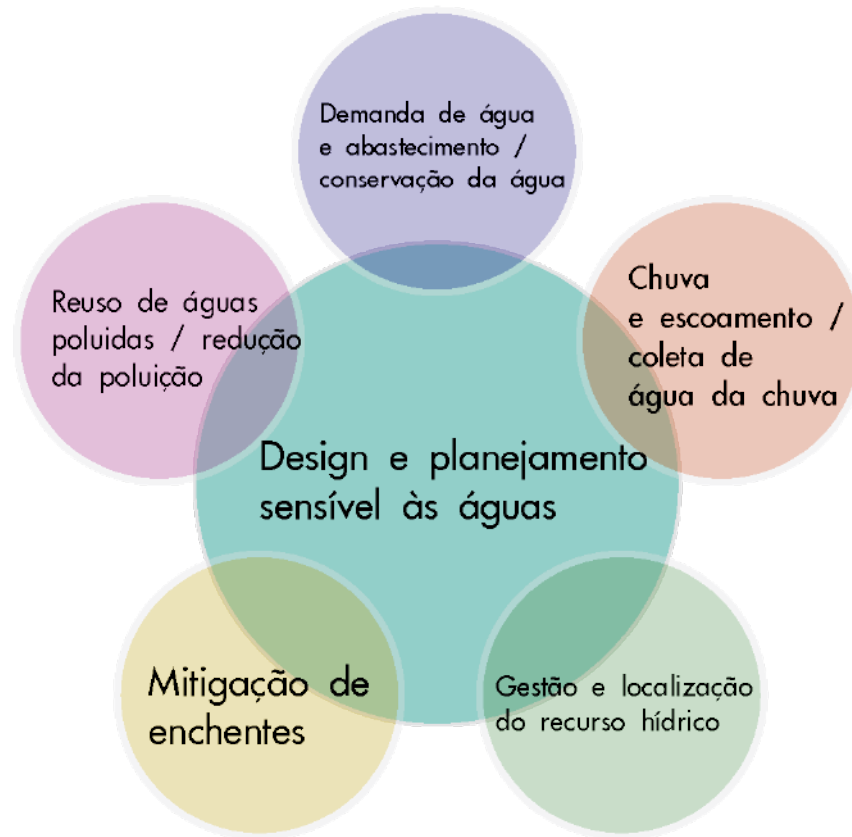 Demanda de água
e abastecimento /
conservação da água
Chuva
e escoamento /
coleta de
água da chuva
Reuso de águas
poluidas / redução
da poluição
Design e planejamento
sensível às águas
Mitigação de
enchentes
Gestão e localização
do recurso hídrico